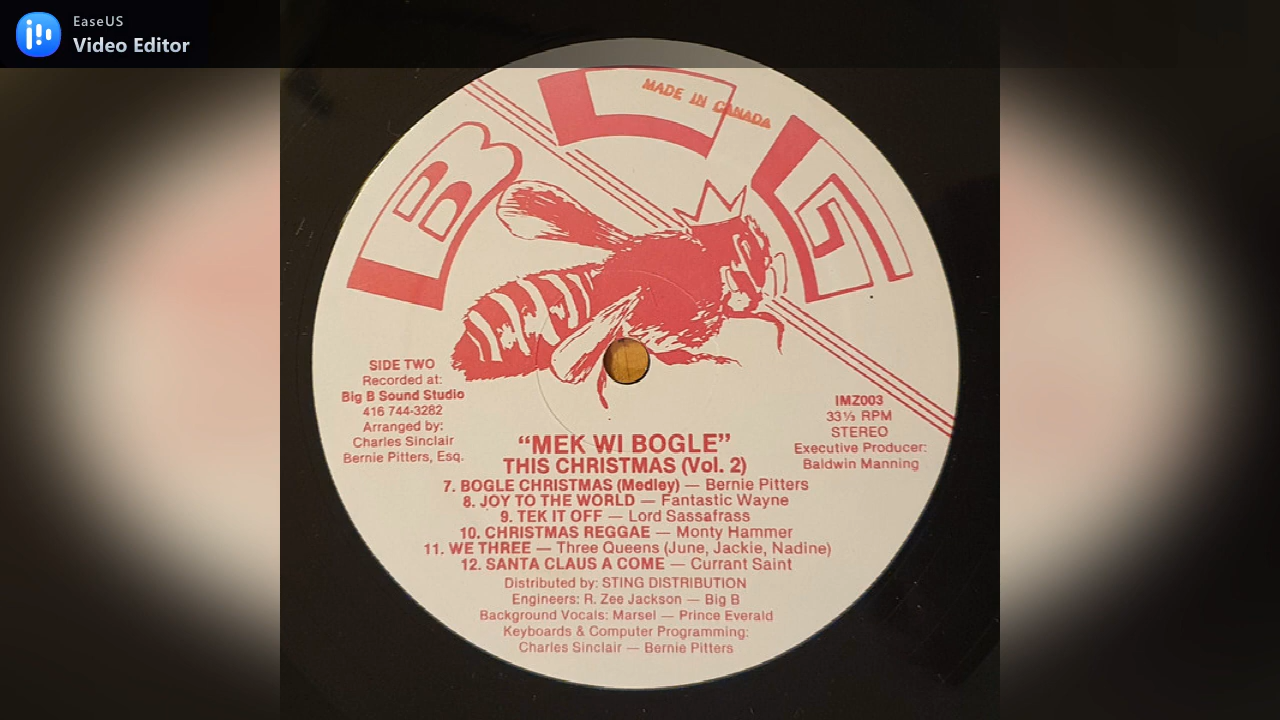 EaseUS
Video Editor
BCG
MADE IN CANADA
SIDE TWO
Recorded at:
Big B Sound Studio
416 744-3282
Arranged by:
Charles Sinclair
Bernie Pitters, Esq.
IMZ003
33⅓ RPM
STEREO
Executive Producer:
Baldwin Manning
“MEK WI BOGLE”
THIS CHRISTMAS (Vol. 2)
7. BOGLE CHRISTMAS (Medley) — Bernie Pitters
8. JOY TO THE WORLD — Fantastic Wayne
9. TEK IT OFF — Lord Sassafrass
10. CHRISTMAS REGGAE — Monty Hammer
11. WE THREE — Three Queens (June, Jackie, Nadine)
12. SANTA CLAUS A COME — Currant Saint
Distributed by: STING DISTRIBUTION
Engineers: R. Zee Jackson — Big B
Background Vocals: Marsel — Prince Everald
Keyboards & Computer Programming:
Charles Sinclair — Bernie Pitters